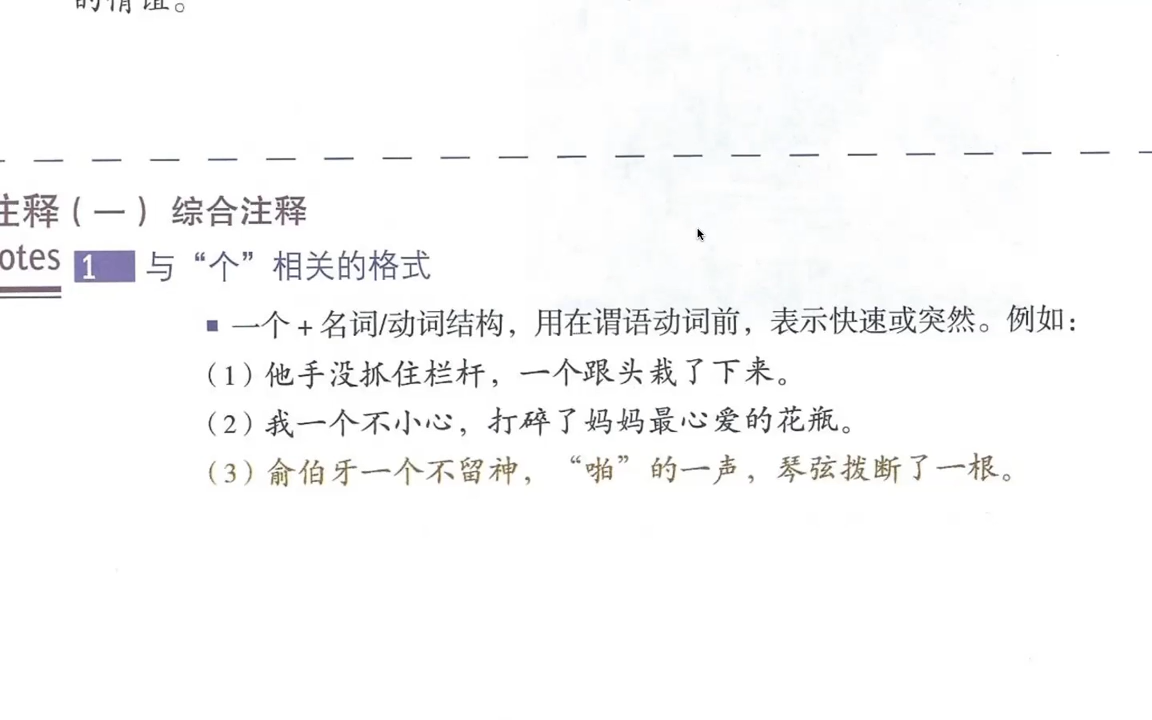 的情谊。
注释（一）综合注释
otes 1 与“个”相关的格式
■ 一个 + 名词/动词结构，用在谓语动词前，表示快速或突然。例如：
（1）他手没抓住栏杆，一个跟头栽了下来。
（2）我一个不小心，打碎了妈妈最心爱的花瓶。
（3）俞伯牙一个不留神，“啪”的一声，琴弦拨断了一根。